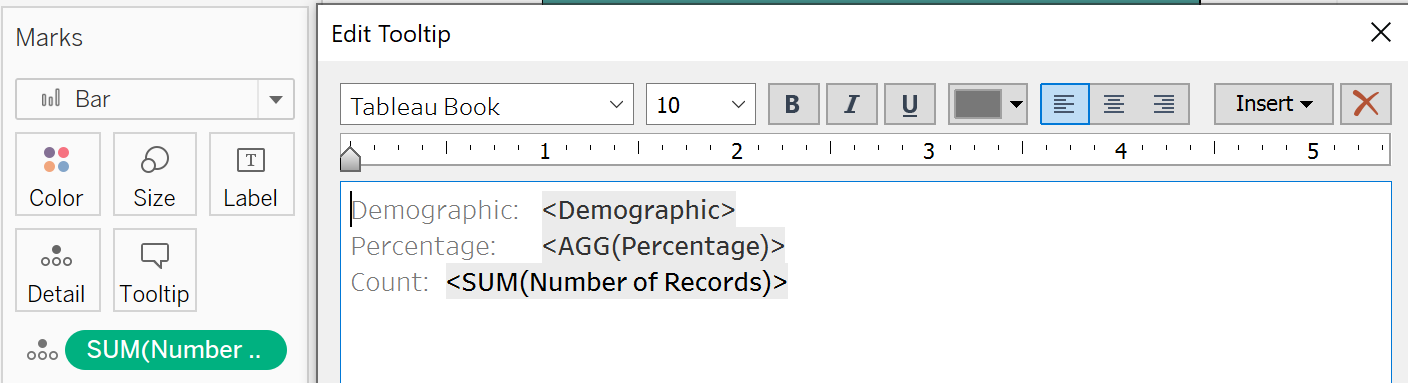 Marks
Edit Tooltip
Bar
Tableau Book
10
B
I
U
Insert
1 2 3 4 5
Color
Size
T
Label
Demographic: <Demographic>
Percentage: <AGG(Percentage)>
Count: <SUM(Number of Records)>
Detail
Tooltip
SUM(Number ..